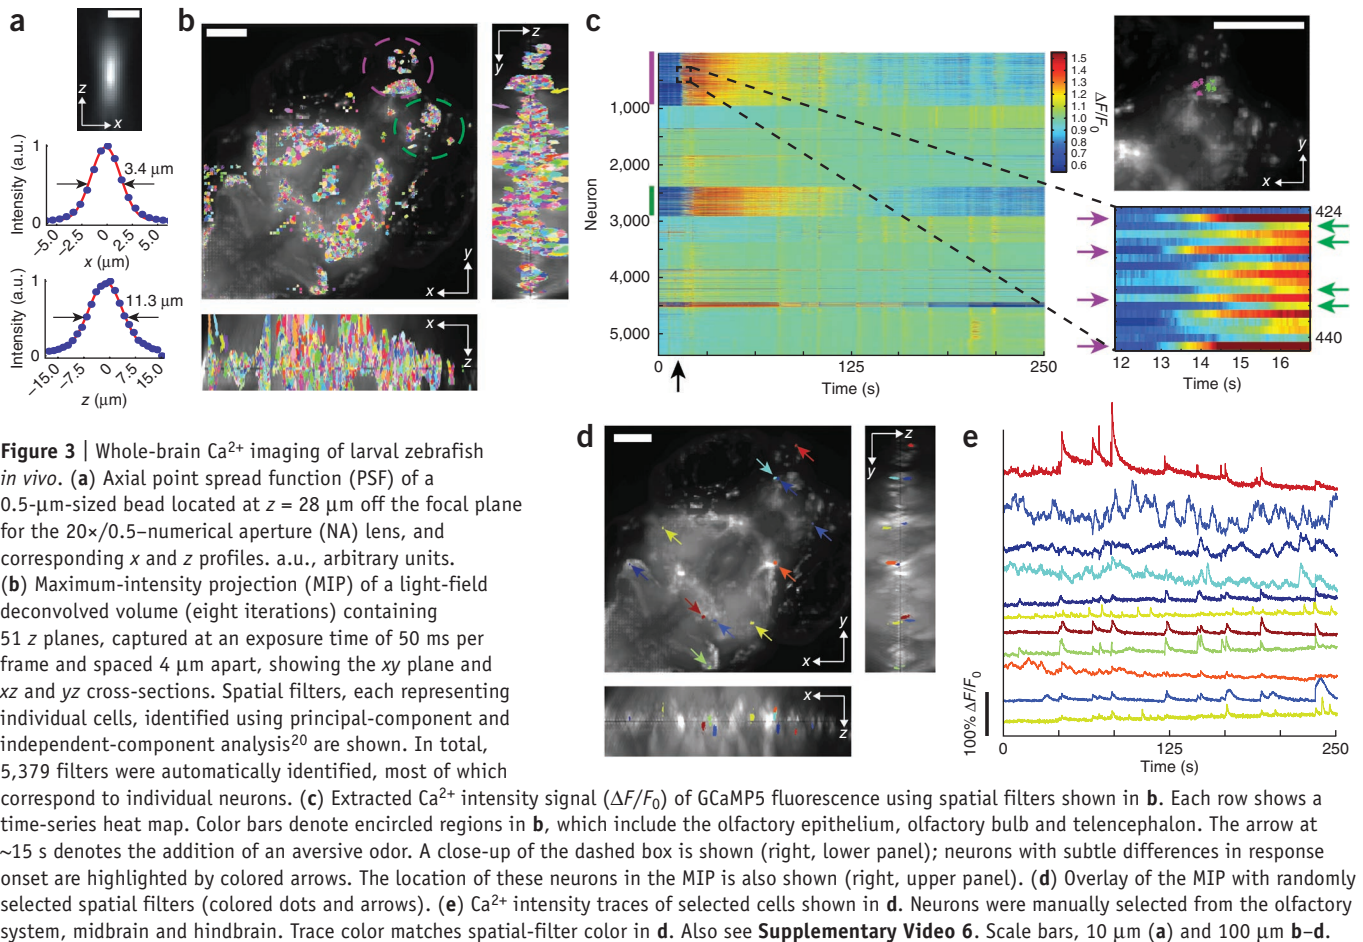 a
z
x
Intensity (a.u.)
1
0
3.4 µm
–5.0
–2.5
0
2.5
5.0
x (µm)
Intensity (a.u.)
1
0
11.3 µm
–15.0
–7.5
0
7.5
15.0
z (µm)
b
y
x
z
y
x
z
c
Neuron
1,000
2,000
3,000
4,000
5,000
0
125
250
Time (s)
1.5
1.4
1.3
1.2
1.1
1.0
0.9
0.8
0.7
0.6
ΔF/F0
y
x
424
440
12
13
14
15
16
Time (s)
d
y
x
z
y
x
z
e
100% ΔF/F0
0
125
250
Time (s)
Figure 3 | Whole-brain Ca2+ imaging of larval zebrafish
in vivo. (a) Axial point spread function (PSF) of a
0.5-µm-sized bead located at z = 28 µm off the focal plane
for the 20×/0.5–numerical aperture (NA) lens, and
corresponding x and z profiles. a.u., arbitrary units.
(b) Maximum-intensity projection (MIP) of a light-field
deconvolved volume (eight iterations) containing
51 z planes, captured at an exposure time of 50 ms per
frame and spaced 4 µm apart, showing the xy plane and
xz and yz cross-sections. Spatial filters, each representing
individual cells, identified using principal-component and
independent-component analysis20 are shown. In total,
5,379 filters were automatically identified, most of which
correspond to individual neurons. (c) Extracted Ca2+ intensity signal (ΔF/F0) of GCaMP5 fluorescence using spatial filters shown in b. Each row shows a
time-series heat map. Color bars denote encircled regions in b, which include the olfactory epithelium, olfactory bulb and telencephalon. The arrow at
~15 s denotes the addition of an aversive odor. A close-up of the dashed box is shown (right, lower panel); neurons with subtle differences in response
onset are highlighted by colored arrows. The location of these neurons in the MIP is also shown (right, upper panel). (d) Overlay of the MIP with randomly
selected spatial filters (colored dots and arrows). (e) Ca2+ intensity traces of selected cells shown in d. Neurons were manually selected from the olfactory
system, midbrain and hindbrain. Trace color matches spatial-filter color in d. Also see Supplementary Video 6. Scale bars, 10 µm (a) and 100 µm b–d.